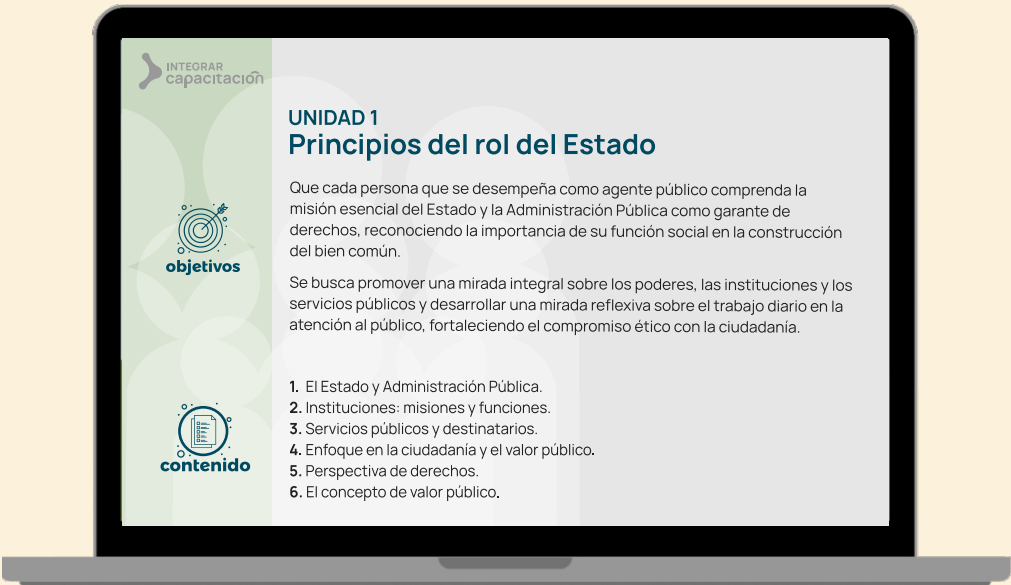 INTEGRAR
capacitación
UNIDAD 1
Principios del rol del Estado
Que cada persona que se desempeña como agente público comprenda la
misión esencial del Estado y la Administración Pública como garante de
derechos, reconociendo la importancia de su función social en la construcción
del bien común.
objetivos
Se busca promover una mirada integral sobre los poderes, las instituciones y los
servicios públicos y desarrollar una mirada reflexiva sobre el trabajo diario en la
atención al público, fortaleciendo el compromiso ético con la ciudadanía.
1. El Estado y Administración Pública.
2. Instituciones: misiones y funciones.
3. Servicios públicos y destinatarios.
4. Enfoque en la ciudadanía y el valor público.
5. Perspectiva de derechos.
6. El concepto de valor público.
contenido